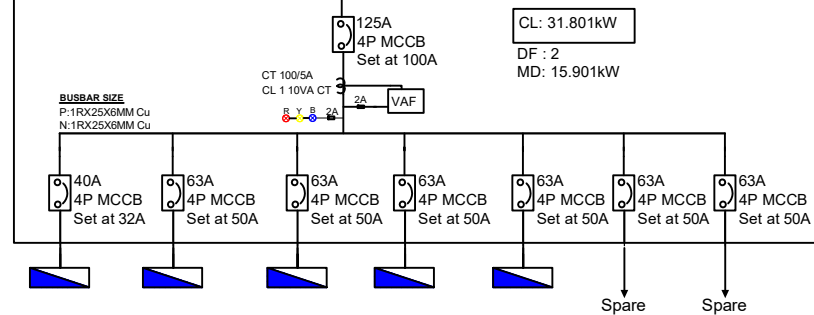 125A
4P MCCB
Set at 100A
CL: 31.801kW
DF : 2
MD: 15.901kW
CT 100/5A
CL 1 10VA CT
2A
VAF
BUSBAR SIZE
P:1RX25X6MM Cu
N:1RX25X6MM Cu
R Y B 2A
40A
4P MCCB
Set at 32A
63A
4P MCCB
Set at 50A
63A
4P MCCB
Set at 50A
63A
4P MCCB
Set at 50A
63A
4P MCCB
Set at 50A
63A
4P MCCB
Set at 50A
63A
4P MCCB
Set at 50A
Spare
Spare